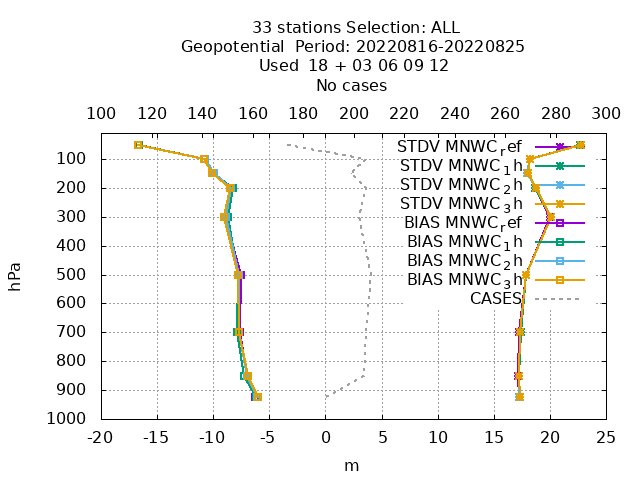 33 stations Selection: ALL
Geopotential  Period: 20220816-20220825
Used  18 + 03 06 09 12
No cases
100 120 140 160 180 200 220 240 260 280 300
STDV MNWC_ref
STDV MNWC_1h
STDV MNWC_2h
STDV MNWC_3h
BIAS MNWC_ref
BIAS MNWC_1h
BIAS MNWC_2h
BIAS MNWC_3h
CASES
hPa
100
200
300
400
500
600
700
800
900
1000
-20 -15 -10 -5 0 5 10 15 20 25
m